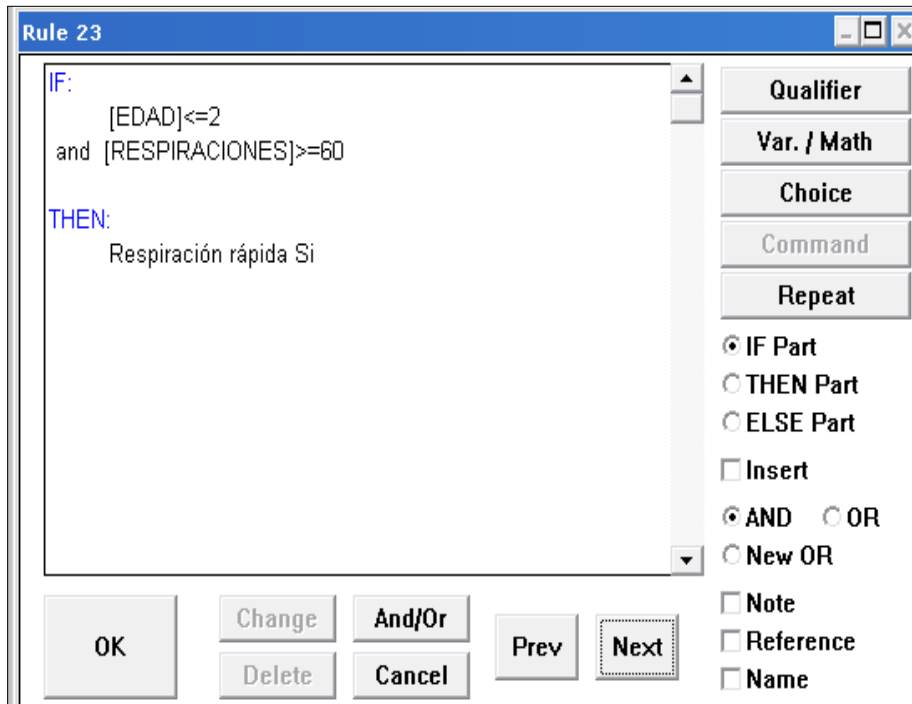 Rule 23
IF:
[EDAD]<=2
and [RESPIRACIONES]>=60
THEN:
Respiración rápida Si
Qualifier
Var. / Math
Choice
Command
Repeat
IF Part
THEN Part
ELSE Part
Insert
AND OR
New OR
Note
Reference
Name
OK
Change
And/Or
Delete
Cancel
Prev
Next